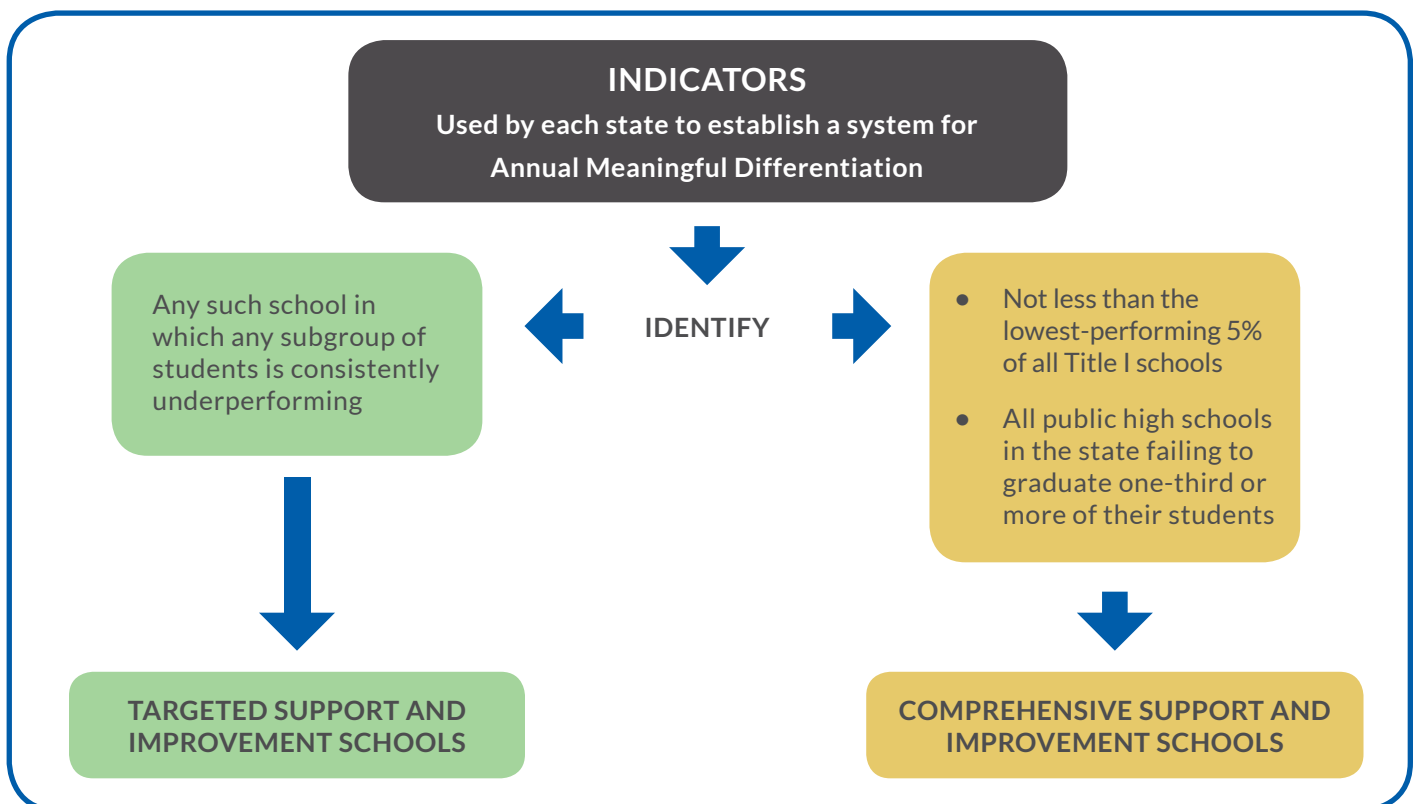 INDICATORS
Used by each state to establish a system for
Annual Meaningful Differentiation
IDENTIFY
Any such school in
which any subgroup of
students is consistently
underperforming
● Not less than the
lowest-performing 5%
of all Title I schools
● All public high schools
in the state failing to
graduate one-third or
more of their students
TARGETED SUPPORT AND
IMPROVEMENT SCHOOLS
COMPREHENSIVE SUPPORT AND
IMPROVEMENT SCHOOLS